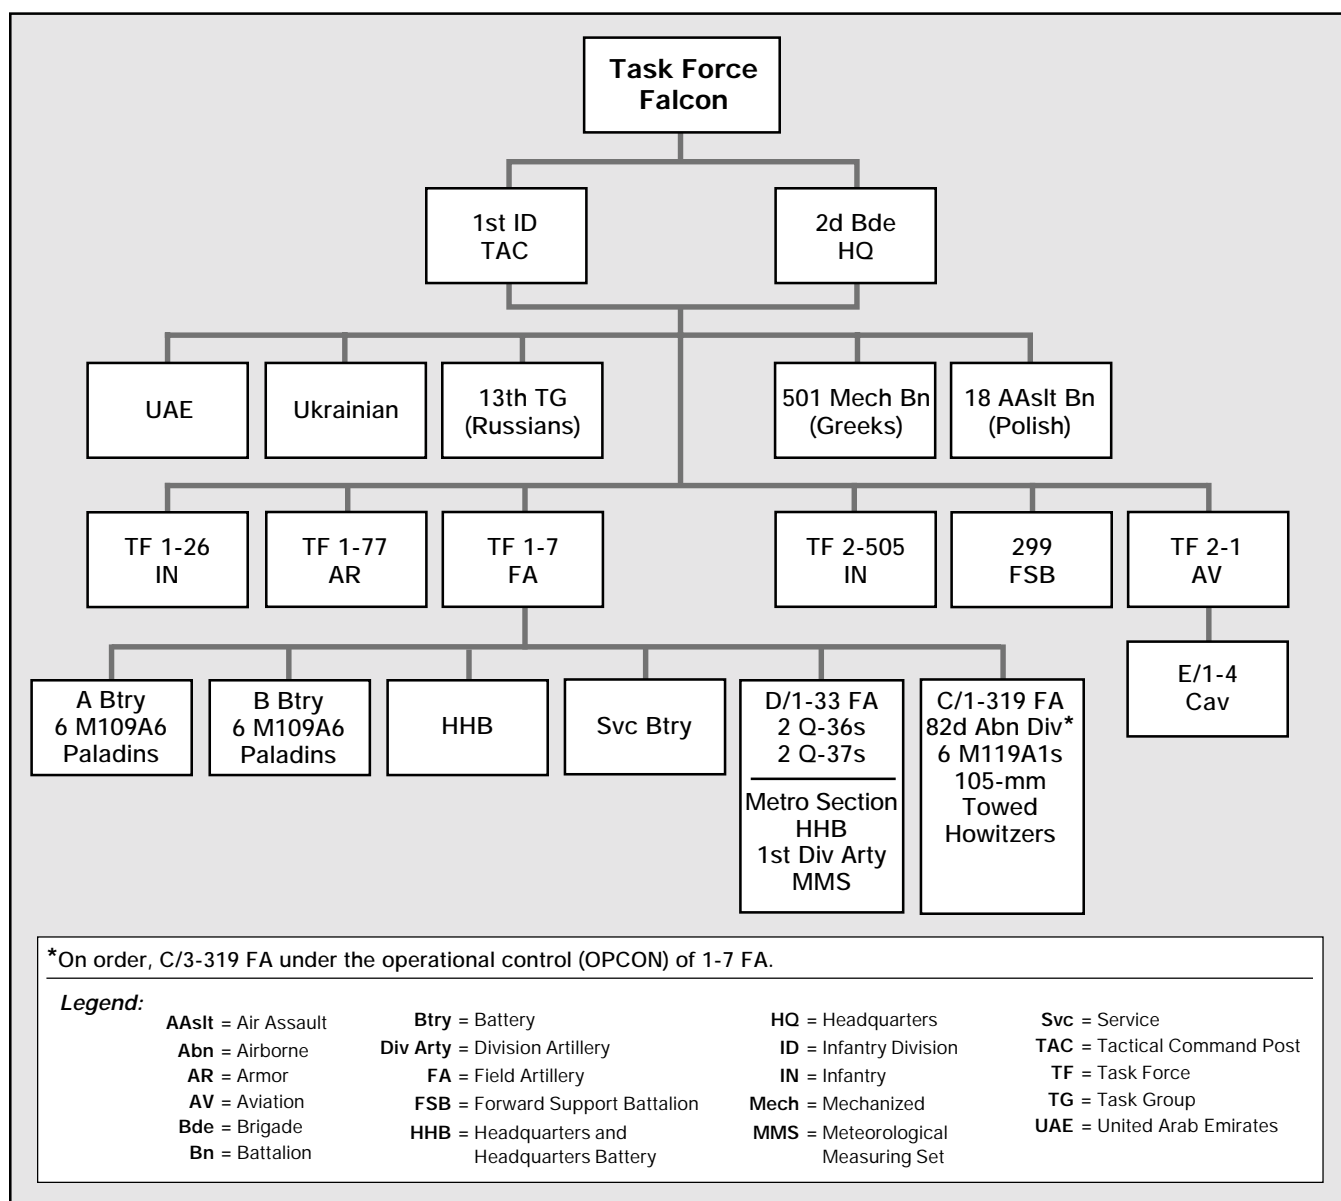 Task Force
Falcon
1st ID
TAC
2d Bde
HQ
UAE
Ukrainian
13th TG
(Russians)
501 Mech Bn
(Greeks)
18 AAslt Bn
(Polish)
TF 1-26
IN
TF 1-77
AR
TF 1-7
FA
TF 2-505
IN
299
FSB
TF 2-1
AV
E/1-4
Cav
A Btry
6 M109A6
Paladins
B Btry
6 M109A6
Paladins
HHB
Svc Btry
D/1-33 FA
2 Q-36s
2 Q-37s
Metro Section
HHB
1st Div Arty
MMS
C/1-319 FA
82d Abn Div*
6 M119A1s
105-mm
Towed
Howitzers
*On order, C/3-319 FA under the operational control (OPCON) of 1-7 FA.
Legend:
AAslt = Air Assault
Abn = Airborne
AR = Armor
AV = Aviation
Bde = Brigade
Bn = Battalion
Btry = Battery
Div Arty = Division Artillery
FA = Field Artillery
FSB = Forward Support Battalion
HHB = Headquarters and
Headquarters Battery
HQ = Headquarters
ID = Infantry Division
IN = Infantry
Mech = Mechanized
MMS = Meteorological
Measuring Set
Svc = Service
TAC = Tactical Command Post
TF = Task Force
TG = Task Group
UAE = United Arab Emirates